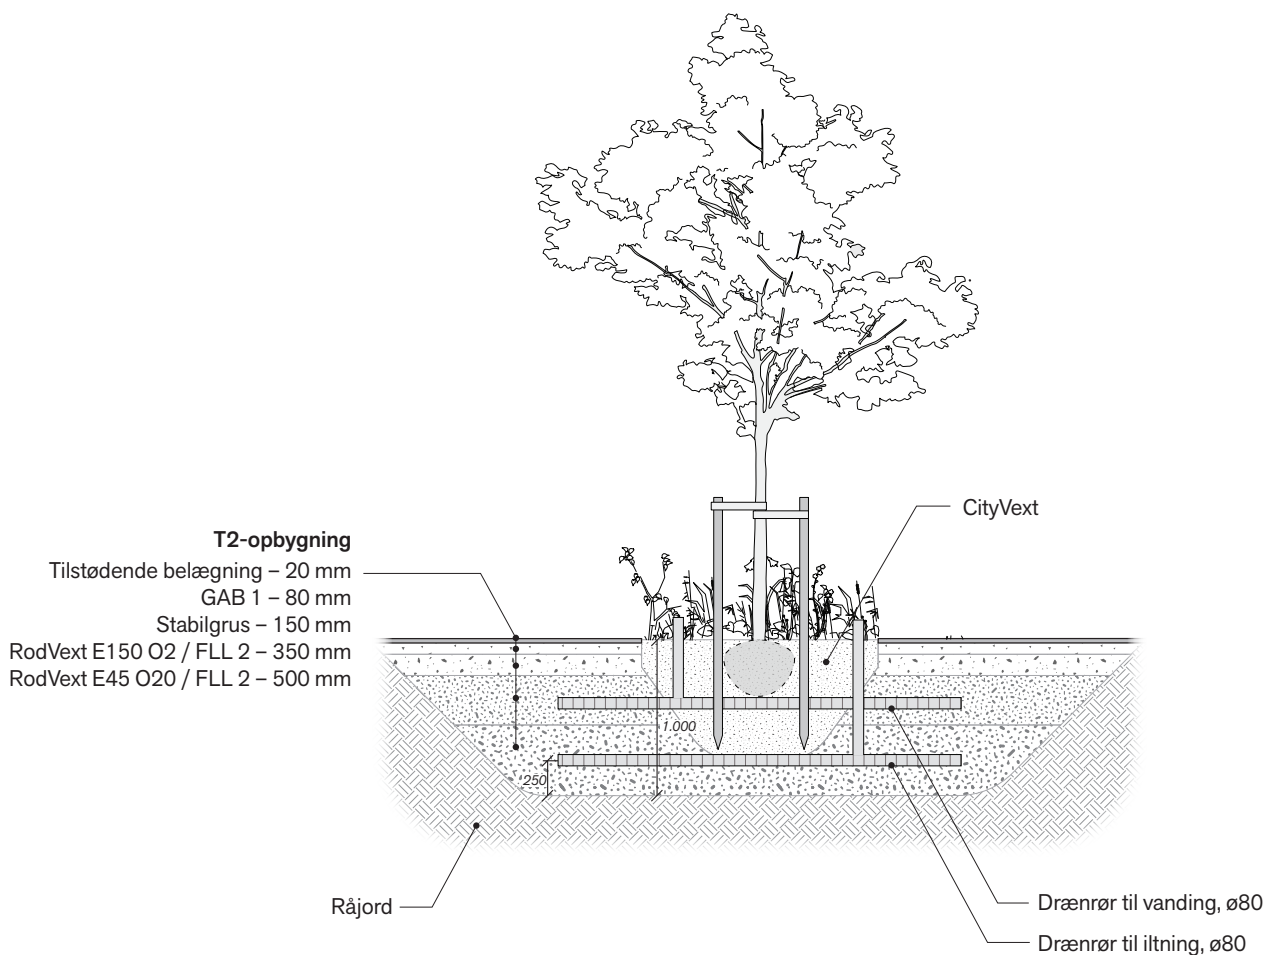 CityVext
T2-opbygning
Tilstødende belægning – 20 mm
GAB 1 – 80 mm
Stabilgrus – 150 mm
RodVext E150 O2 / FLL 2 – 350 mm
RodVext E45 O20 / FLL 2 – 500 mm
1.000
250
Råjord
Drænrør til vanding, ø80
Drænrør til iltning, ø80